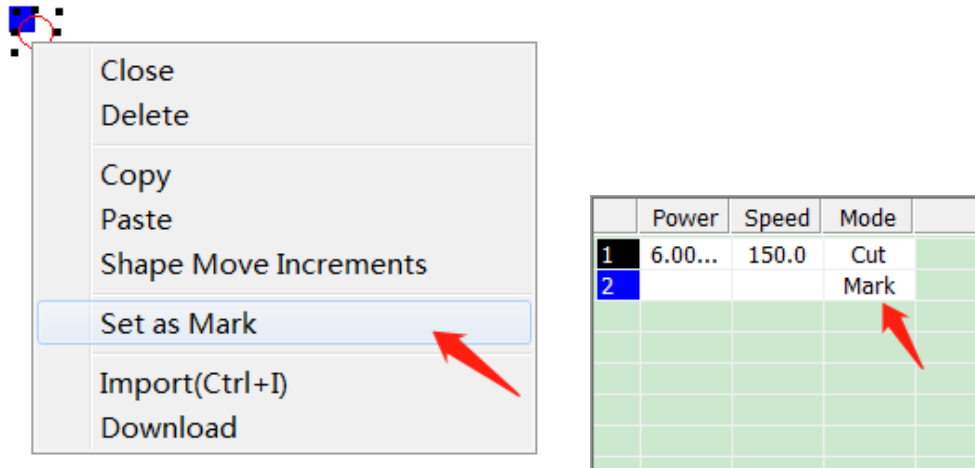 Close
Delete
Copy
Paste
Shape Move Increments
Set as Mark
Import(Ctrl+I)
Download
Power Speed Mode
1 6.00... 150.0 Cut
2 Mark